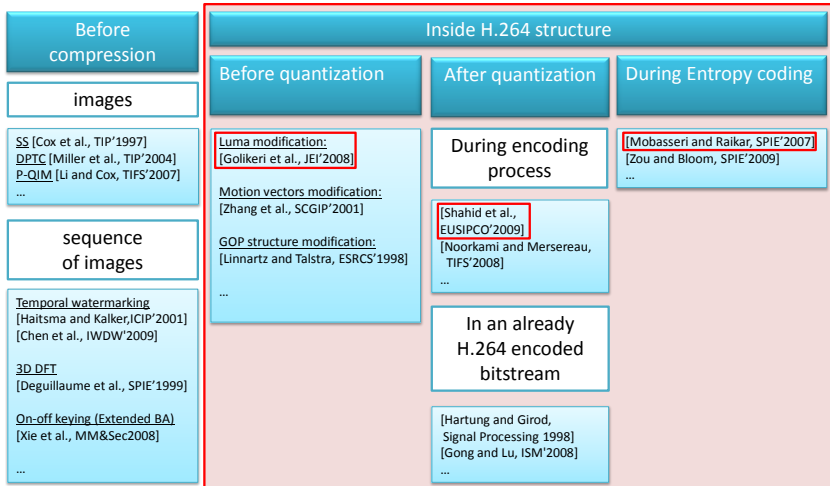 Before
compression
images
SS [Cox et al., TIP'1997]
DPTC [Miller et al., TIP'2004]
P-QIM [Li and Cox, TIFS'2007]
…
sequence
of images
Temporal watermarking
[Haitsma and Kalker,ICIP'2001]
[Chen et al., IWDW'2009]
3D DFT
[Deguillaume et al., SPIE'1999]
On-off keying (Extended BA)
[Xie et al., MM&Sec2008]
…
Inside H.264 structure
Before quantization
Luma modification:
[Golikeri et al., JEI'2008]
Motion vectors modification:
[Zhang et al., SCGIP'2001]
GOP structure modification:
[Linnartz and Talstra, ESRCS'1998]
…
After quantization
During encoding
process
[Shahid et al.,
EUSIPCO'2009]
[Noorkami and Mersereau,
TIFS'2008]
…
In an already
H.264 encoded
bitstream
[Hartung and Girod,
Signal Processing 1998]
[Gong and Lu, ISM'2008]
…
During Entropy coding
[Mobasseri and Raikar, SPIE'2007]
[Zou and Bloom, SPIE'2009]
…